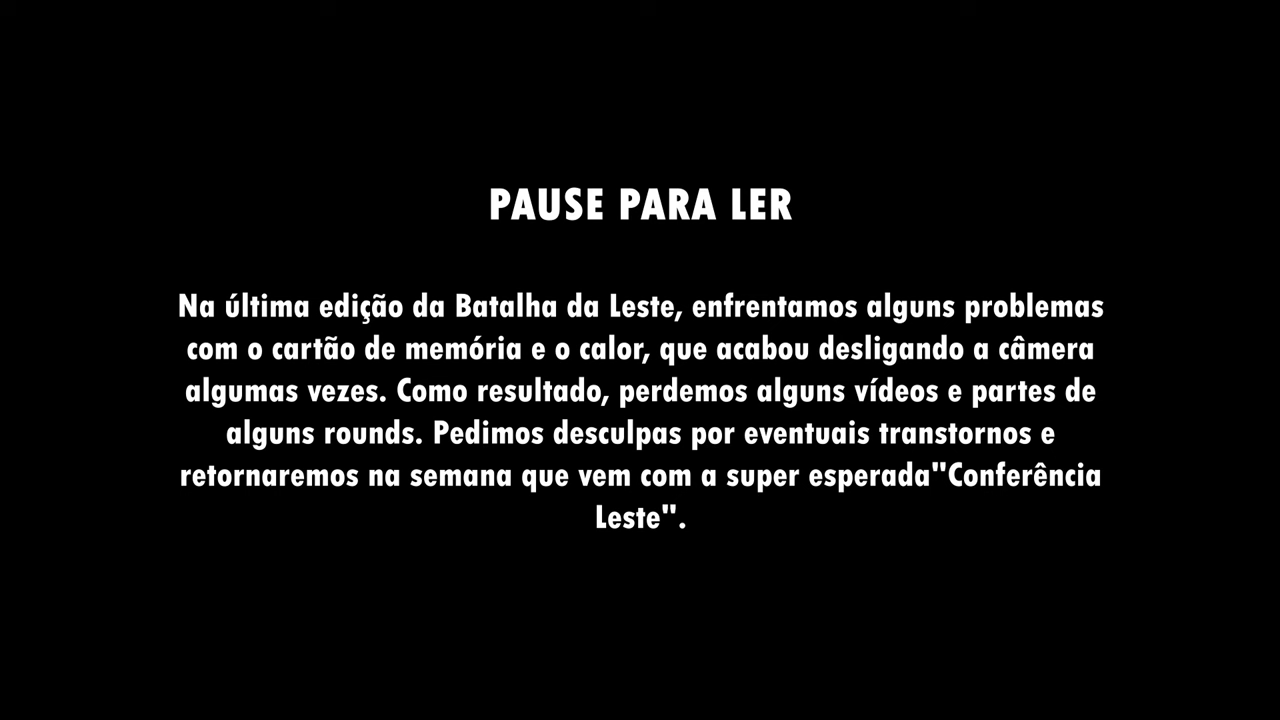 PAUSE PARA LER
Na última edição da Batalha da Leste, enfrentamos alguns problemas
com o cartão de memória e o calor, que acabou desligando a câmera
algumas vezes. Como resultado, perdemos alguns vídeos e partes de
alguns rounds. Pedimos desculpas por eventuais transtornos e
retornaremos na semana que vem com a super esperada"Conferência
Leste".